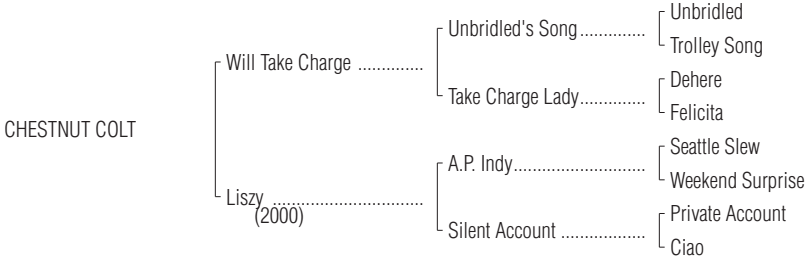 Unbridled
Unbridled's Song..............
Trolley Song
Will Take Charge ..............
Dehere
Take Charge Lady..............
Felicita
CHESTNUT COLT
Seattle Slew
A.P. Indy............................
Weekend Surprise
Liszy ................................
(2000)
Private Account
Silent Account ..................
Ciao